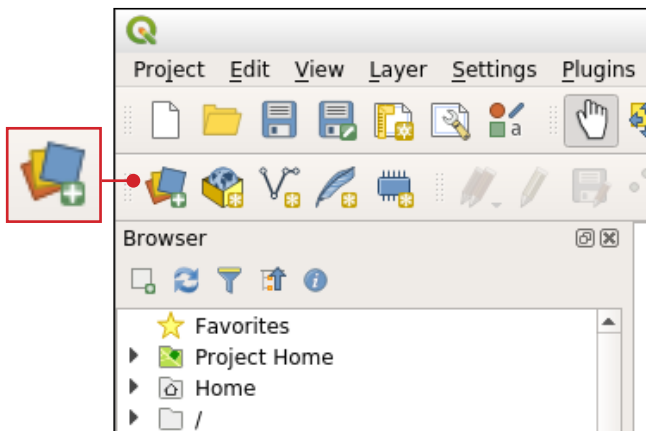 Project Edit View Layer Settings Plugins
a
Browser
Favorites
Project Home
Home
/